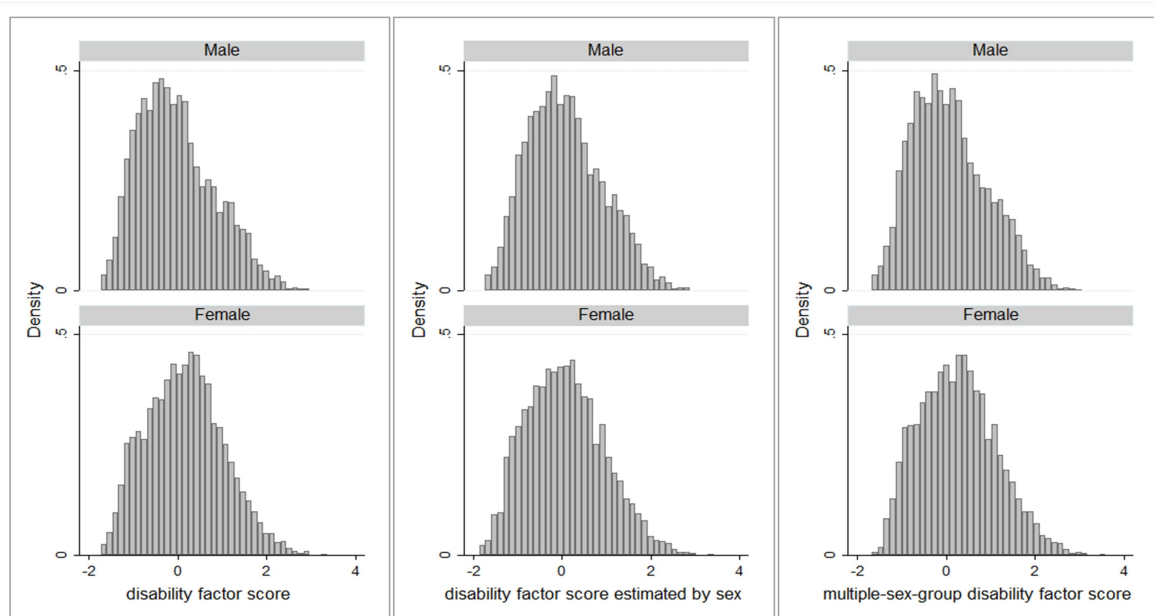 Male
.5
0
Density
Female
.5
0
-2 0 2 4
disability factor score
Male
.5
0
Density
Female
.5
0
-2 0 2 4
disability factor score estimated by sex
Male
.5
0
Density
Female
.5
0
-2 0 2 4
multiple-sex-group disability factor score